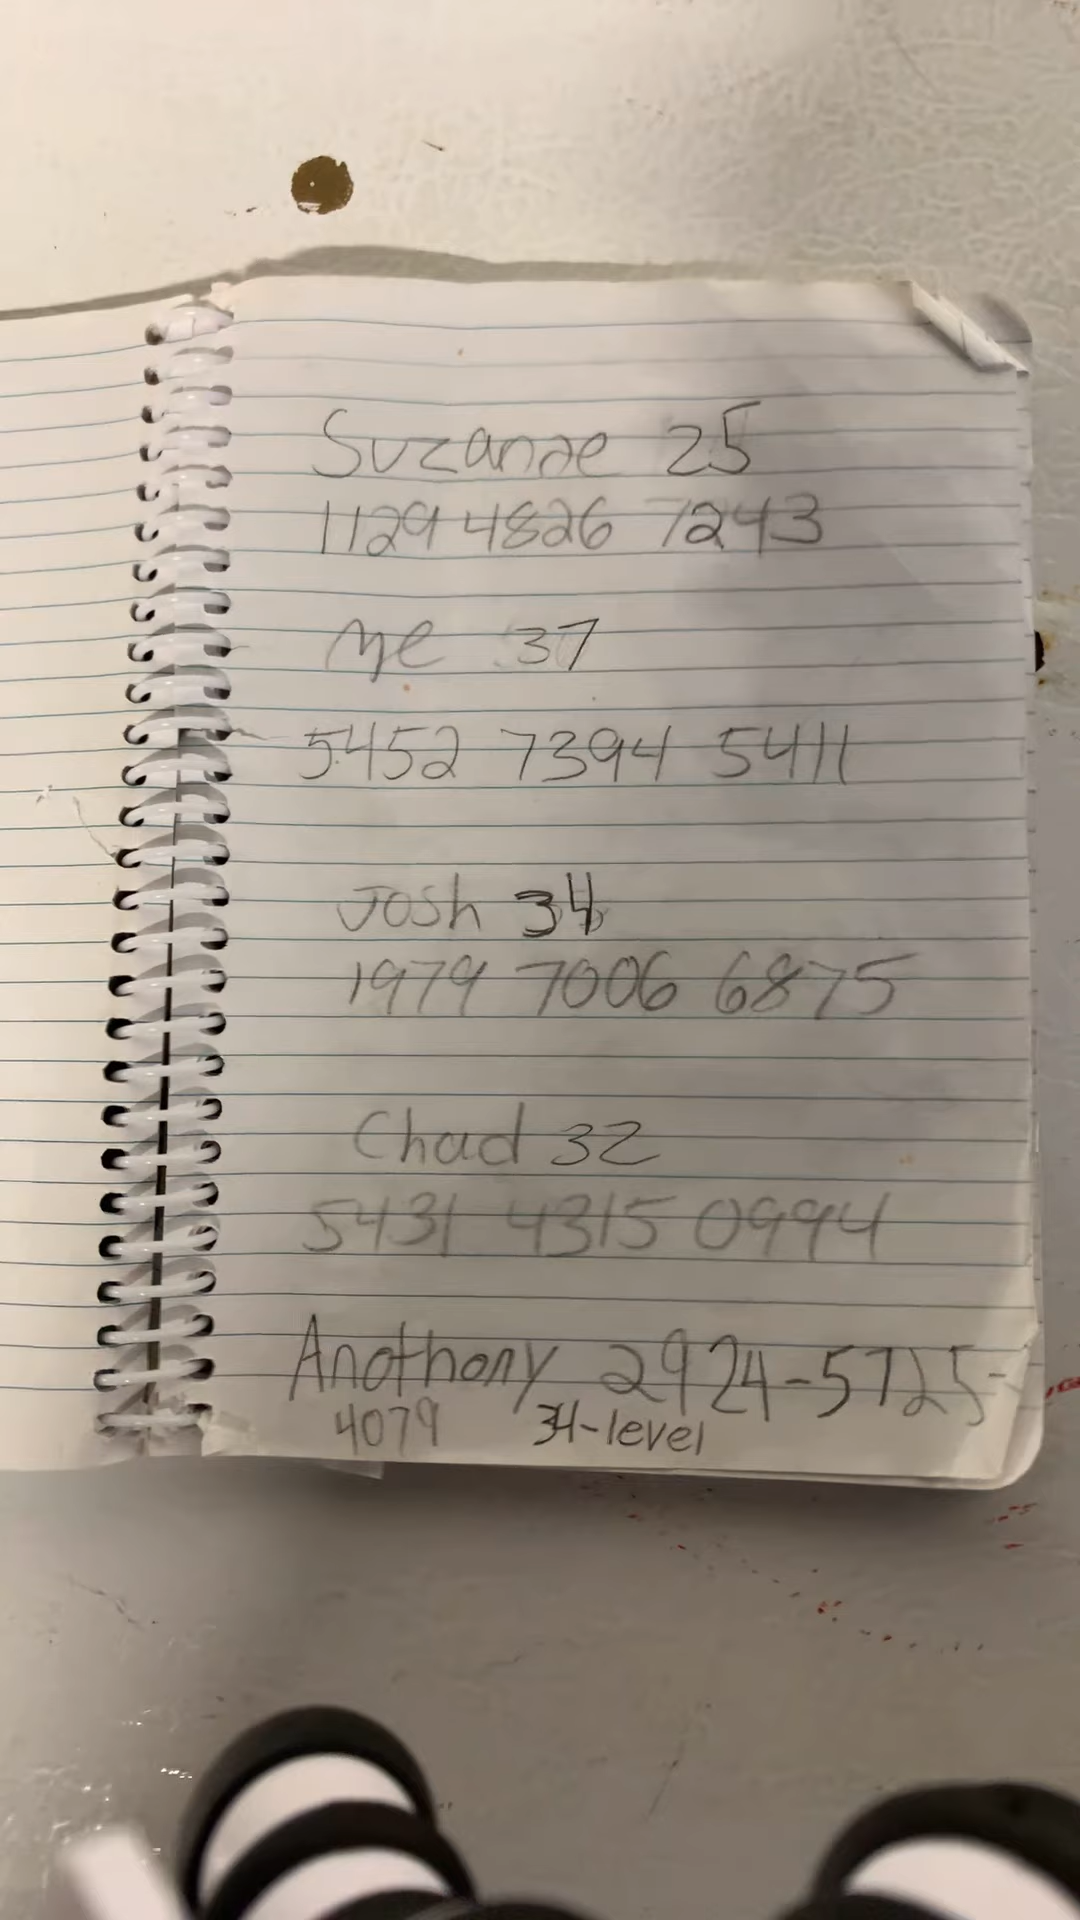 Suzanne 25
1129 4826 7243
Me 37
5452 7394 5411
Josh 34
1979 7006 6875
Chad 32
5431 4315 0994
Anothony 2924-5725-
4079 34-level